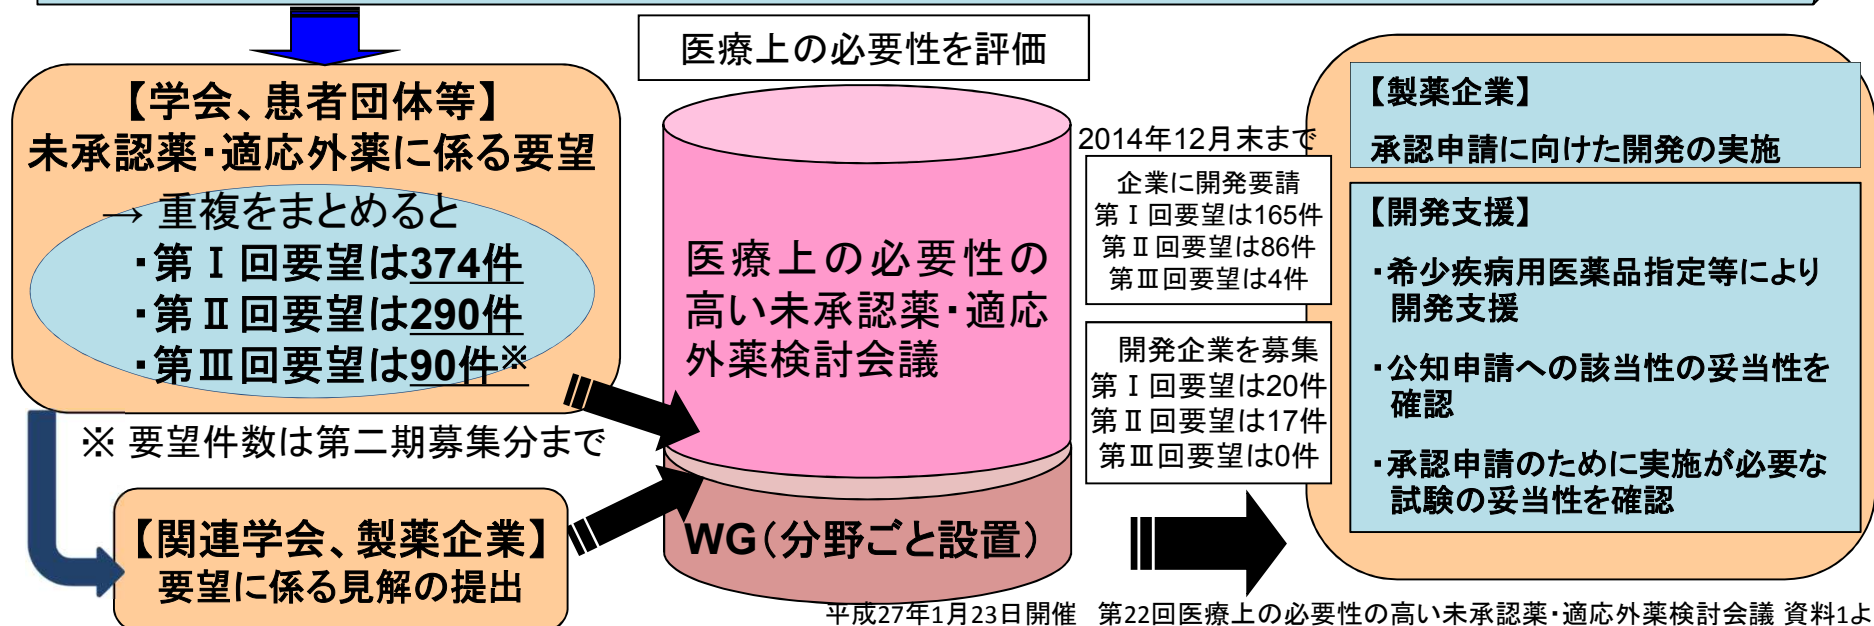 【学会、患者団体等】
未承認薬・適応外薬に係る要望
→ 重複をまとめると
・第Ⅰ回要望は374件
・第Ⅱ回要望は290件
・第Ⅲ回要望は90件※
※ 要望件数は第二期募集分まで
【関連学会、製薬企業】
要望に係る見解の提出
医療上の必要性を評価
医療上の必要性の
高い未承認薬・適応
外薬検討会議
WG（分野ごと設置）
2014年12月末まで
企業に開発要請
第Ⅰ回要望は165件
第Ⅱ回要望は86件
第Ⅲ回要望は4件
開発企業を募集
第Ⅰ回要望は20件
第Ⅱ回要望は17件
第Ⅲ回要望は0件
【製薬企業】
承認申請に向けた開発の実施
【開発支援】
・希少疾病用医薬品指定等により
開発支援
・公知申請への該当性の妥当性を
確認
・承認申請のために実施が必要な
試験の妥当性を確認
平成27年1月23日開催　第22回医療上の必要性の高い未承認薬・適応外薬検討会議 資料1よ